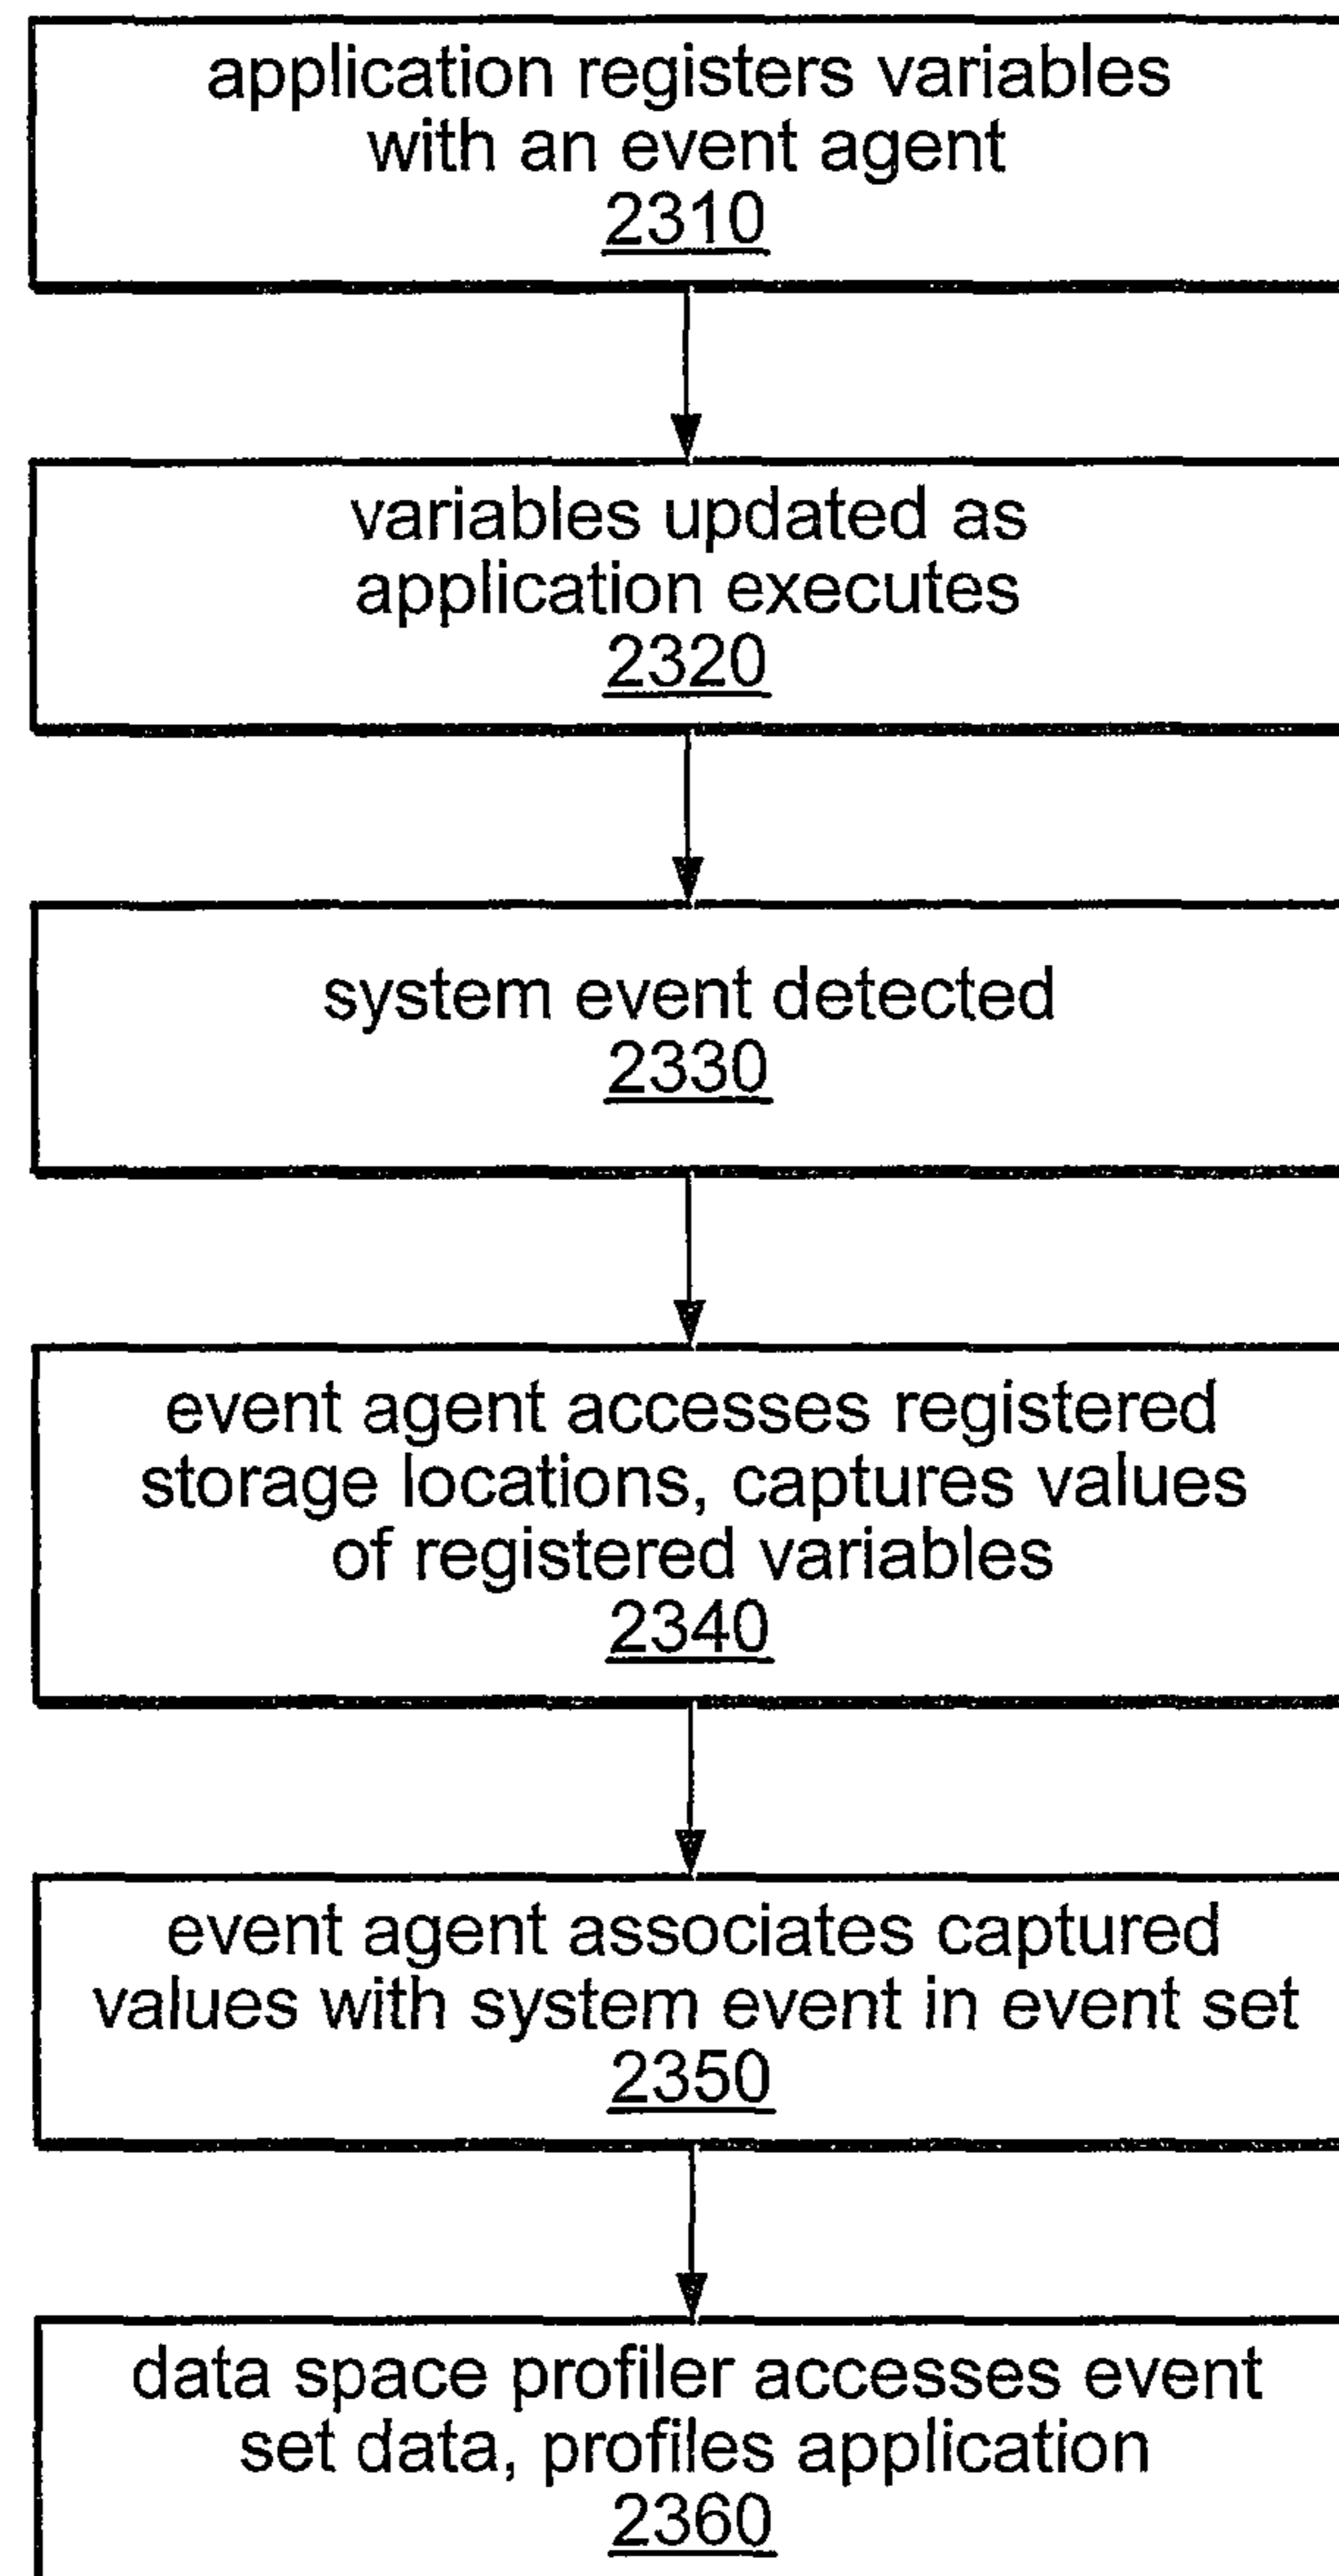 application registers variables
with an event agent
2310
variables updated as
application executes
2320
system event detected
2330
event agent accesses registered
storage locations, captures values
of registered variables
2340
event agent associates captured
values with system event in event set
2350
data space profiler accesses event
set data, profiles application
2360